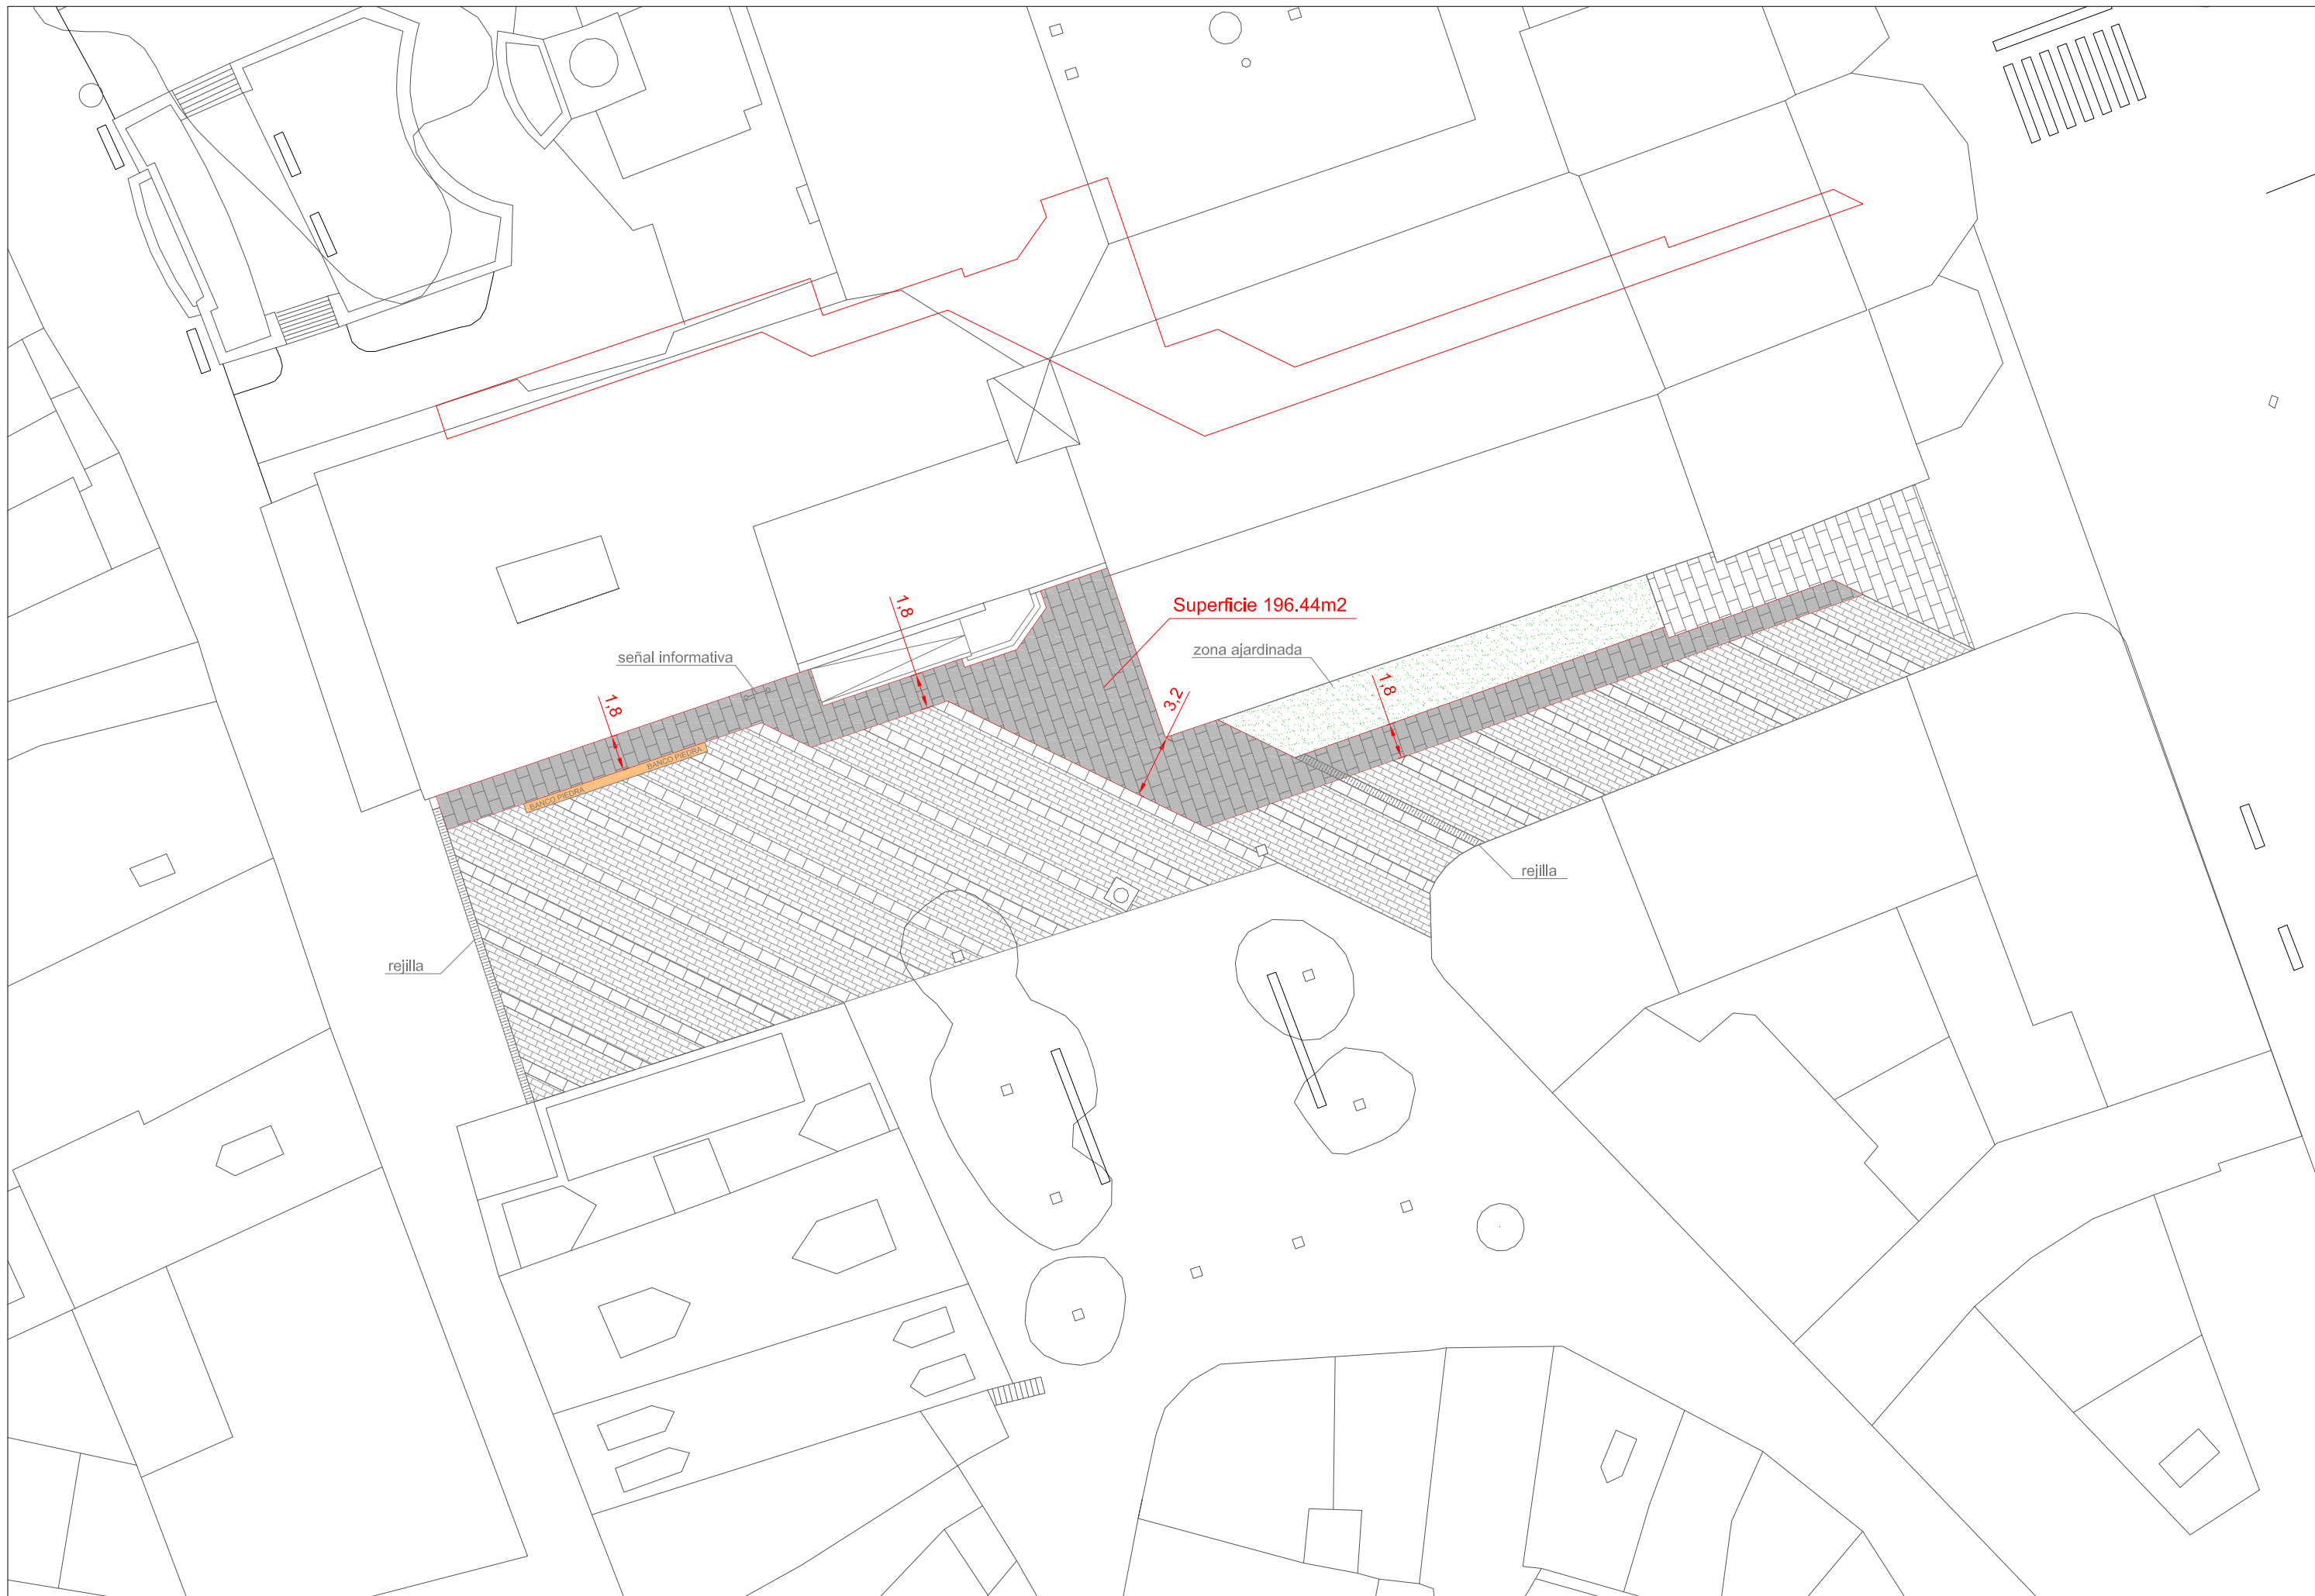 Superficie 196.44m2
1,8
señal informativa
zona ajardinada
1,8
3,2
1,8
BANCO PIEDRA
BANCO PIEDRA
rejilla
rejilla